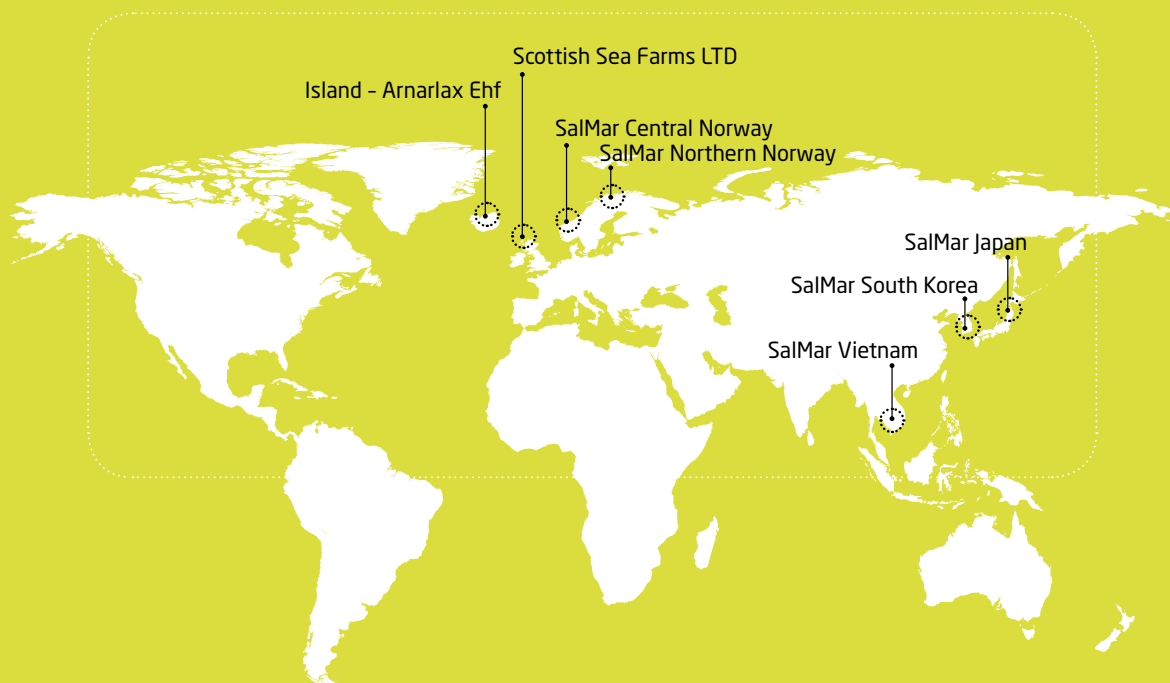 Scottish Sea Farms LTD
Island – Arnarlax Ehf
SalMar Central Norway
SalMar Northern Norway
SalMar Japan
SalMar South Korea
SalMar Vietnam